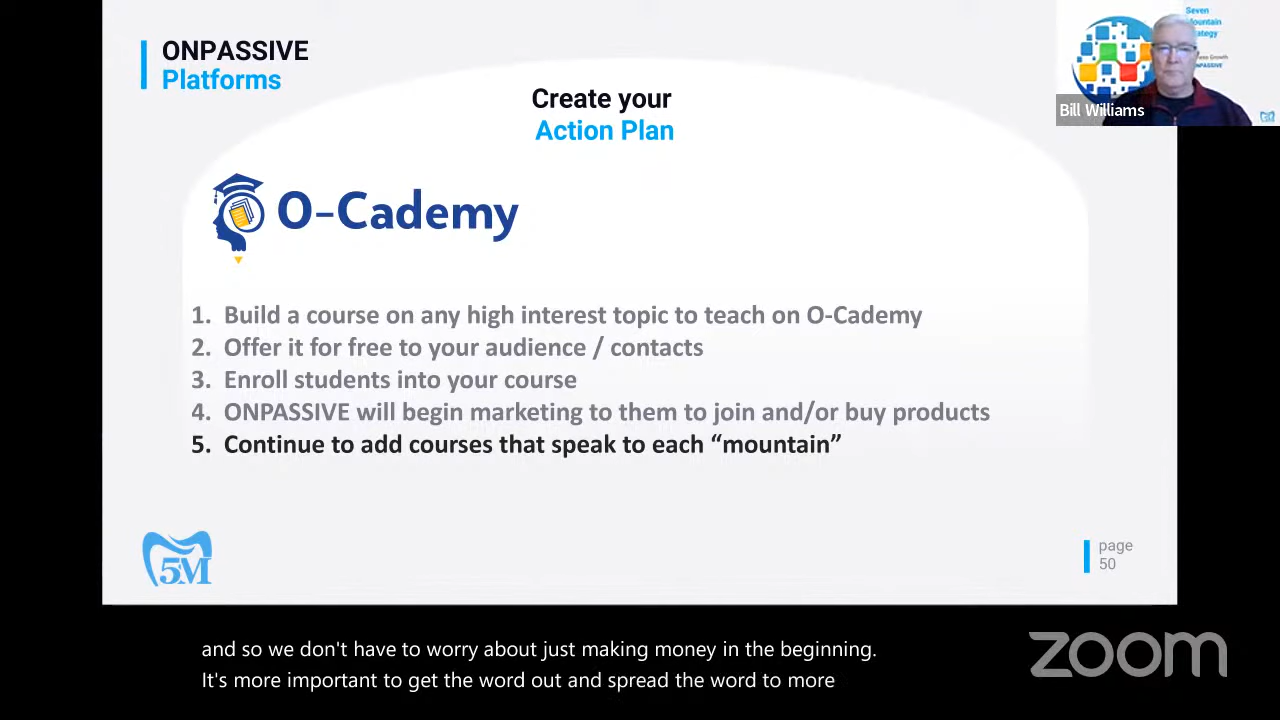 ONPASSIVE
Platforms
Create your
Action Plan
O-Cademy
1. Build a course on any high interest topic to teach on O-Cademy
2. Offer it for free to your audience / contacts
3. Enroll students into your course
4. ONPASSIVE will begin marketing to them to join and/or buy products
5. Continue to add courses that speak to each “mountain”
5M
page
50
Seven
Mountain
Bill Williams
and so we don't have to worry about just making money in the beginning.
It's more important to get the word out and spread the word to more
zoom